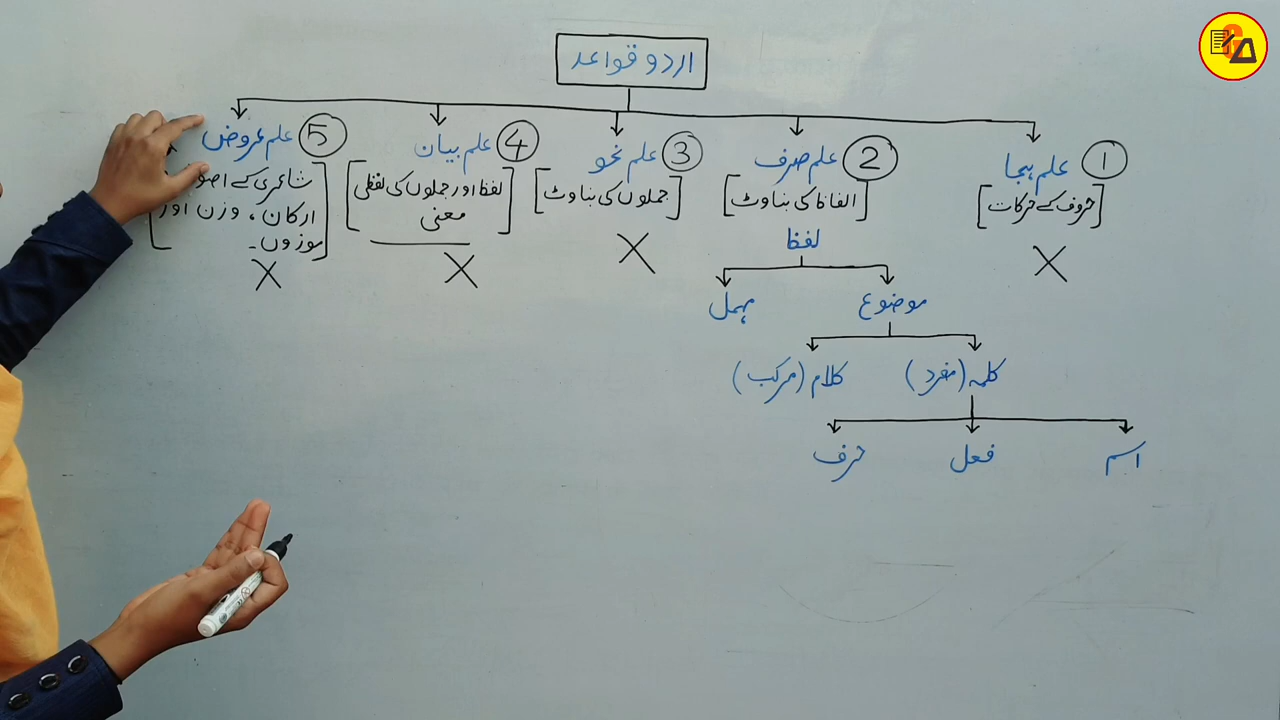 اردو قواعد
① علم ہجا
[حروف کے حرکات]
X
② علم صرف
[الفاظ کی بناوٹ]
لفظ
موضوع
مہمل
کلمہ (مفرد)
کلام (مرکب)
اسم
فعل
حرف
③ علم نحو
[جملوں کی بناوٹ]
X
④ علم بیان
[لفظ اور جملوں کی لفظی
معنی]
X
⑤ علم عروض
[شاعری کے
ارکان، وزن اور
موزوں۔]
X